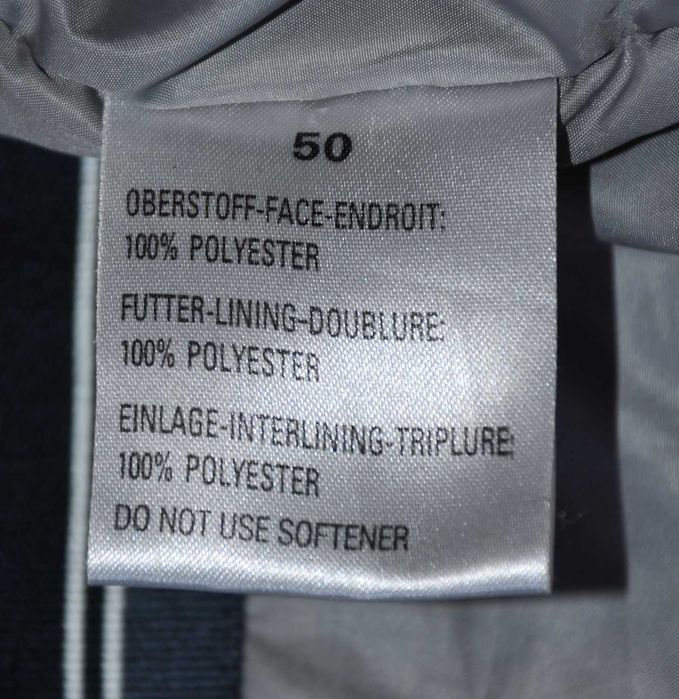 50
OBERSTOFF-FACE-ENDROIT:
100% POLYESTER
FUTTER-LINING-DOUBLURE:
100% POLYESTER
EINLAGE-INTERLINING-TRIPLURE:
100% POLYESTER
DO NOT USE SOFTENER